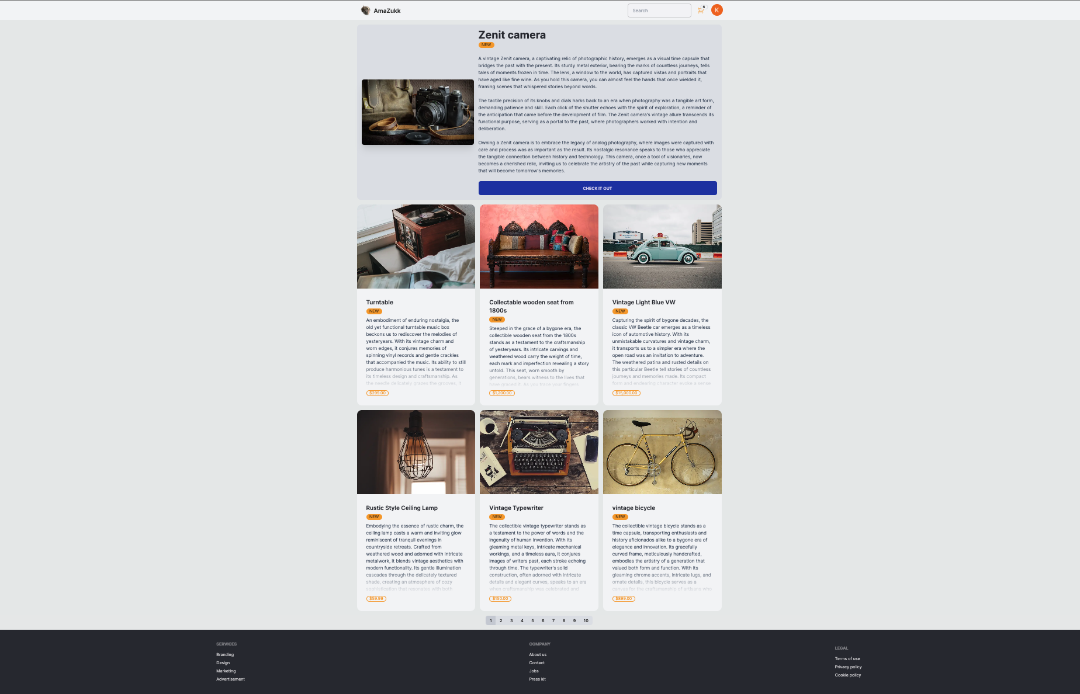 AmaZukk
Search
K
Zenit camera
NEW
A vintage Zenit camera, a captivating relic of photographic history, emerges as a visual time capsule that
bridges the past with the present. Its sturdy metal exterior, bearing the marks of countless journeys, tells
tales of moments frozen in time. The lens, a window to the world, has captured vistas and portraits that
have aged like fine wine. As you hold this camera, you can almost feel the hands that once wielded it,
framing scenes that whispered stories beyond words.
The tactile precision of its knobs and dials harks back to an era when photography was a tangible art form,
demanding patience and skill. Each click of the shutter echoes with the spirit of exploration, a reminder of
the anticipation that came before the development of film. The Zenit camera's vintage allure transcends its
functional purpose, serving as a portal to the past, where photographers worked with intention and
deliberation.
Owning a Zenit camera is to embrace the legacy of analog photography, where images were captured with
care and process was as important as the result. Its nostalgic resonance speaks to those who appreciate
the tangible connection between history and technology. This camera, once a tool of visionaries, now
becomes a cherished relic, inviting us to celebrate the artistry of the past while capturing new moments
that will become tomorrow's memories.
CHECK IT OUT
Turntable
NEW
An embodiment of enduring nostalgia, the
old yet functional turntable music box
beckons us to rediscover the melodies of
yesteryears. With its vintage charm and
worn edges, it conjures memories of
spinning vinyl records and gentle crackles
that accompanied the music. Its ability to still
produce harmonious tunes is a testament to
its timeless design and craftsmanship. As
Collectable wooden seat from
1800s
NEW
Steeped in the grace of a bygone era, the
collectible wooden seat from the 1800s
stands as a testament to the craftsmanship
of yesteryears. Its intricate carvings and
weathered wood carry the weight of time,
each mark and imperfection revealing a story
untold. This seat, worn smooth by
generations, bears witness to the lives that
Vintage Light Blue VW
NEW
Capturing the spirit of bygone decades, the
classic VW Beetle car emerges as a timeless
icon of automotive history. With its
unmistakable curvatures and vintage charm,
it transports us to a simpler era where the
open road was an invitation to adventure.
The weathered patina and rusted details on
this particular Beetle tell stories of countless
journeys and memories made. Its compact
Rustic Style Ceiling Lamp
NEW
Embodying the essence of rustic charm, the
ceiling lamp casts a warm and inviting glow
reminiscent of tranquil evenings in
countryside retreats. Crafted from
weathered wood and adorned with intricate
metalwork, it blends vintage aesthetics with
modern functionality. Its gentle illumination
cascades through the delicately textured
shade, creating an atmosphere of cozy
Vintage Typewriter
NEW
The collectible vintage typewriter stands as
a testament to the power of words and the
ingenuity of human invention. With its
gleaming metal keys, intricate mechanical
workings, and a timeless aura, it conjures
images of writers past, each stroke echoing
through time. The typewriter's solid
construction, often adorned with intricate
details and elegant curves, speaks to an era
vintage bicycle
NEW
The collectible vintage bicycle stands as a
time capsule, transporting enthusiasts and
history aficionados alike to a bygone era of
elegance and innovation. Its gracefully
curved frame, meticulously handcrafted,
embodies the artistry of a generation that
valued both form and function. With its
gleaming chrome accents, intricate lugs, and
ornate details, this bicycle serves as a
1 2 3 4 5 6 7 8 9 10
SERVICES
Branding
Design
Marketing
Advertisement
COMPANY
About us
Contact
Jobs
Press kit
LEGAL
Terms of use
Privacy policy
Cookie policy